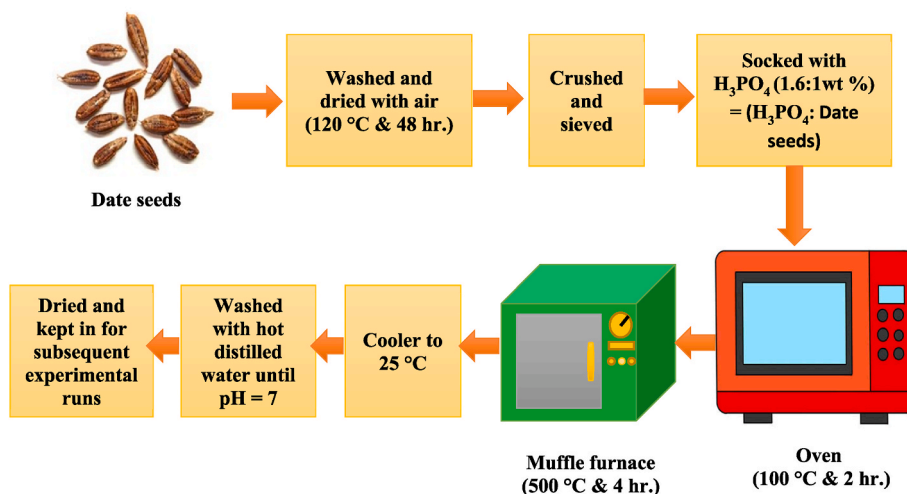 Date seeds
Washed and
dried with air
(120 °C & 48 hr.)
Crushed
and
sieved
Socked with
H₃PO₄ (1.6:1wt %)
= (H₃PO₄: Date
seeds)
Oven
(100 °C & 2 hr.)
Muffle furnace
(500 °C & 4 hr.)
Cooler to
25 °C
Washed
with hot
distilled
water until
pH = 7
Dried and
kept in for
subsequent
experimental
runs